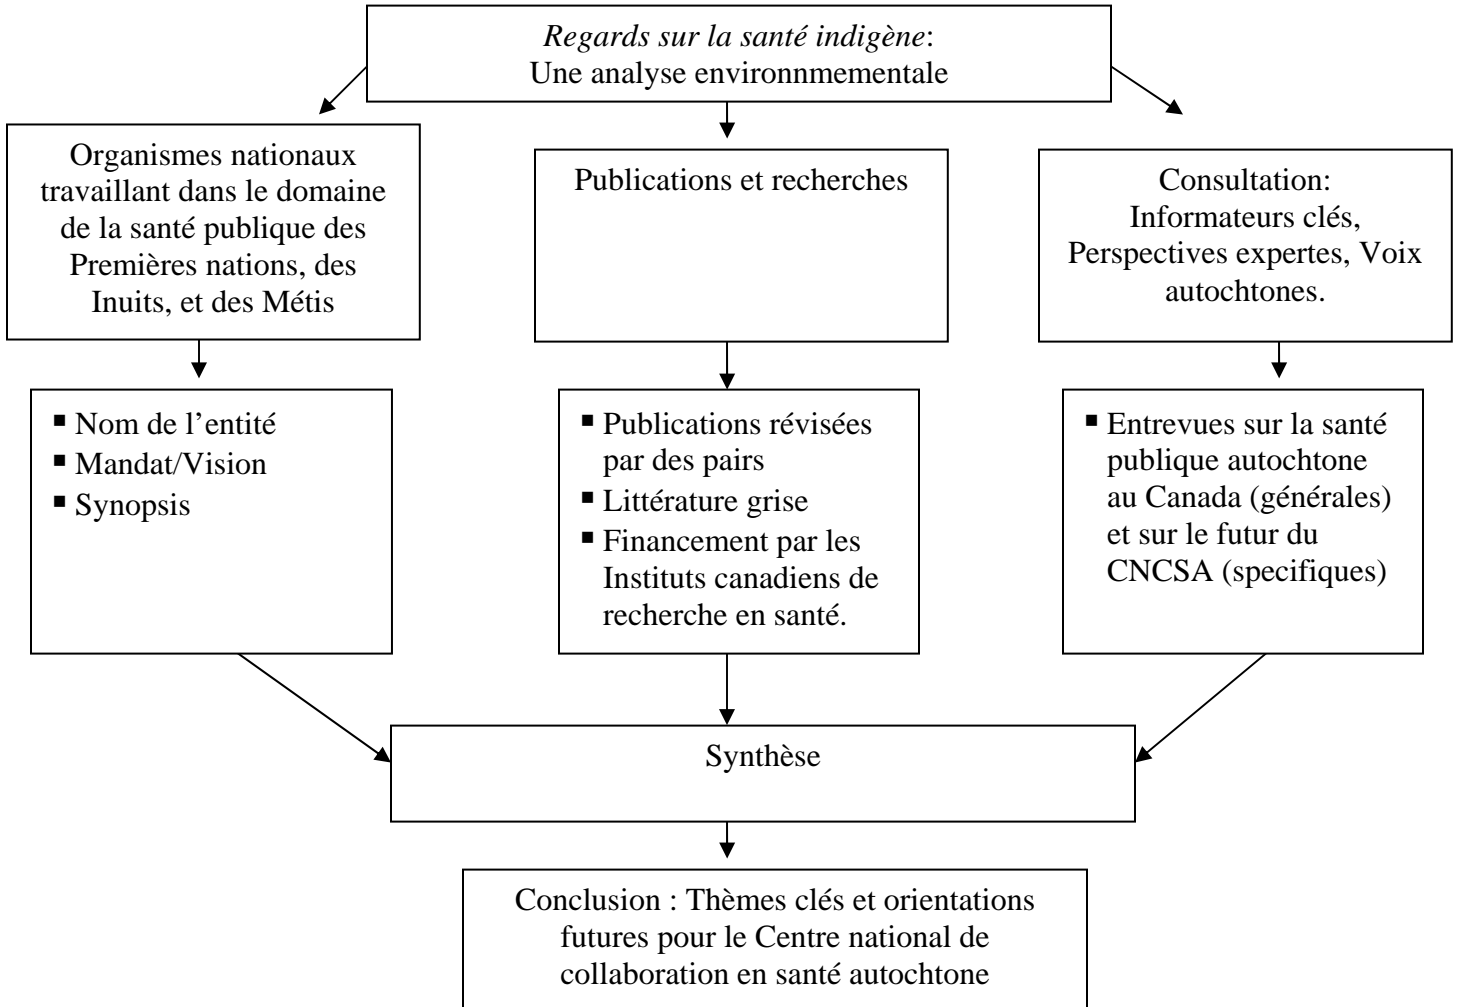 Regards sur la santé indigène:
Une analyse environnmementale
Organismes nationaux
travaillant dans le domaine
de la santé publique des
Premières nations, des
Inuits, et des Métis
Publications et recherches
Consultation:
Informateurs clés,
Perspectives expertes, Voix
autochtones.
▪ Nom de l’entité
▪ Mandat/Vision
▪ Synopsis
▪ Publications révisées
par des pairs
▪ Littérature grise
▪ Financement par les
Instituts canadiens de
recherche en santé.
▪ Entrevues sur la santé
publique autochtone
au Canada (générales)
et sur le futur du
CNCSA (specifiques)
Synthèse
Conclusion : Thèmes clés et orientations
futures pour le Centre national de
collaboration en santé autochtone